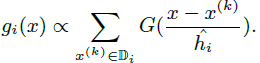 g_i(x) ∝ ∑_{x^{(k)} ∈ 𝔻_i} G( (x − x^{(k)}) / ĥ_i ).